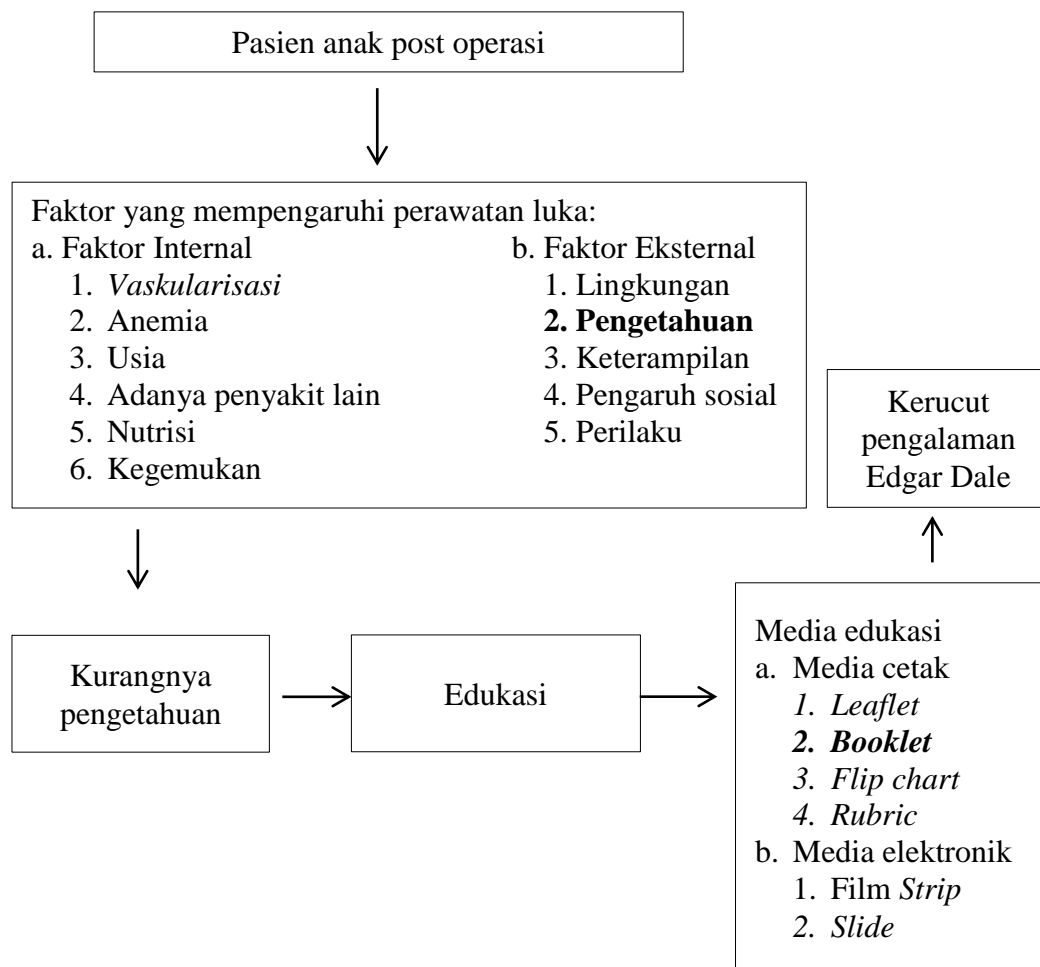 Pasien anak post operasi
Faktor yang mempengaruhi perawatan luka:
a. Faktor Internal
1. Vaskularisasi
2. Anemia
3. Usia
4. Adanya penyakit lain
5. Nutrisi
6. Kegemukan
b. Faktor Eksternal
1. Lingkungan
2. Pengetahuan
3. Keterampilan
4. Pengaruh sosial
5. Perilaku
Kerucut
pengalaman
Edgar Dale
Kurangnya
pengetahuan
Edukasi
Media edukasi
a. Media cetak
1. Leaflet
2. Booklet
3. Flip chart
4. Rubric
b. Media elektronik
1. Film Strip
2. Slide